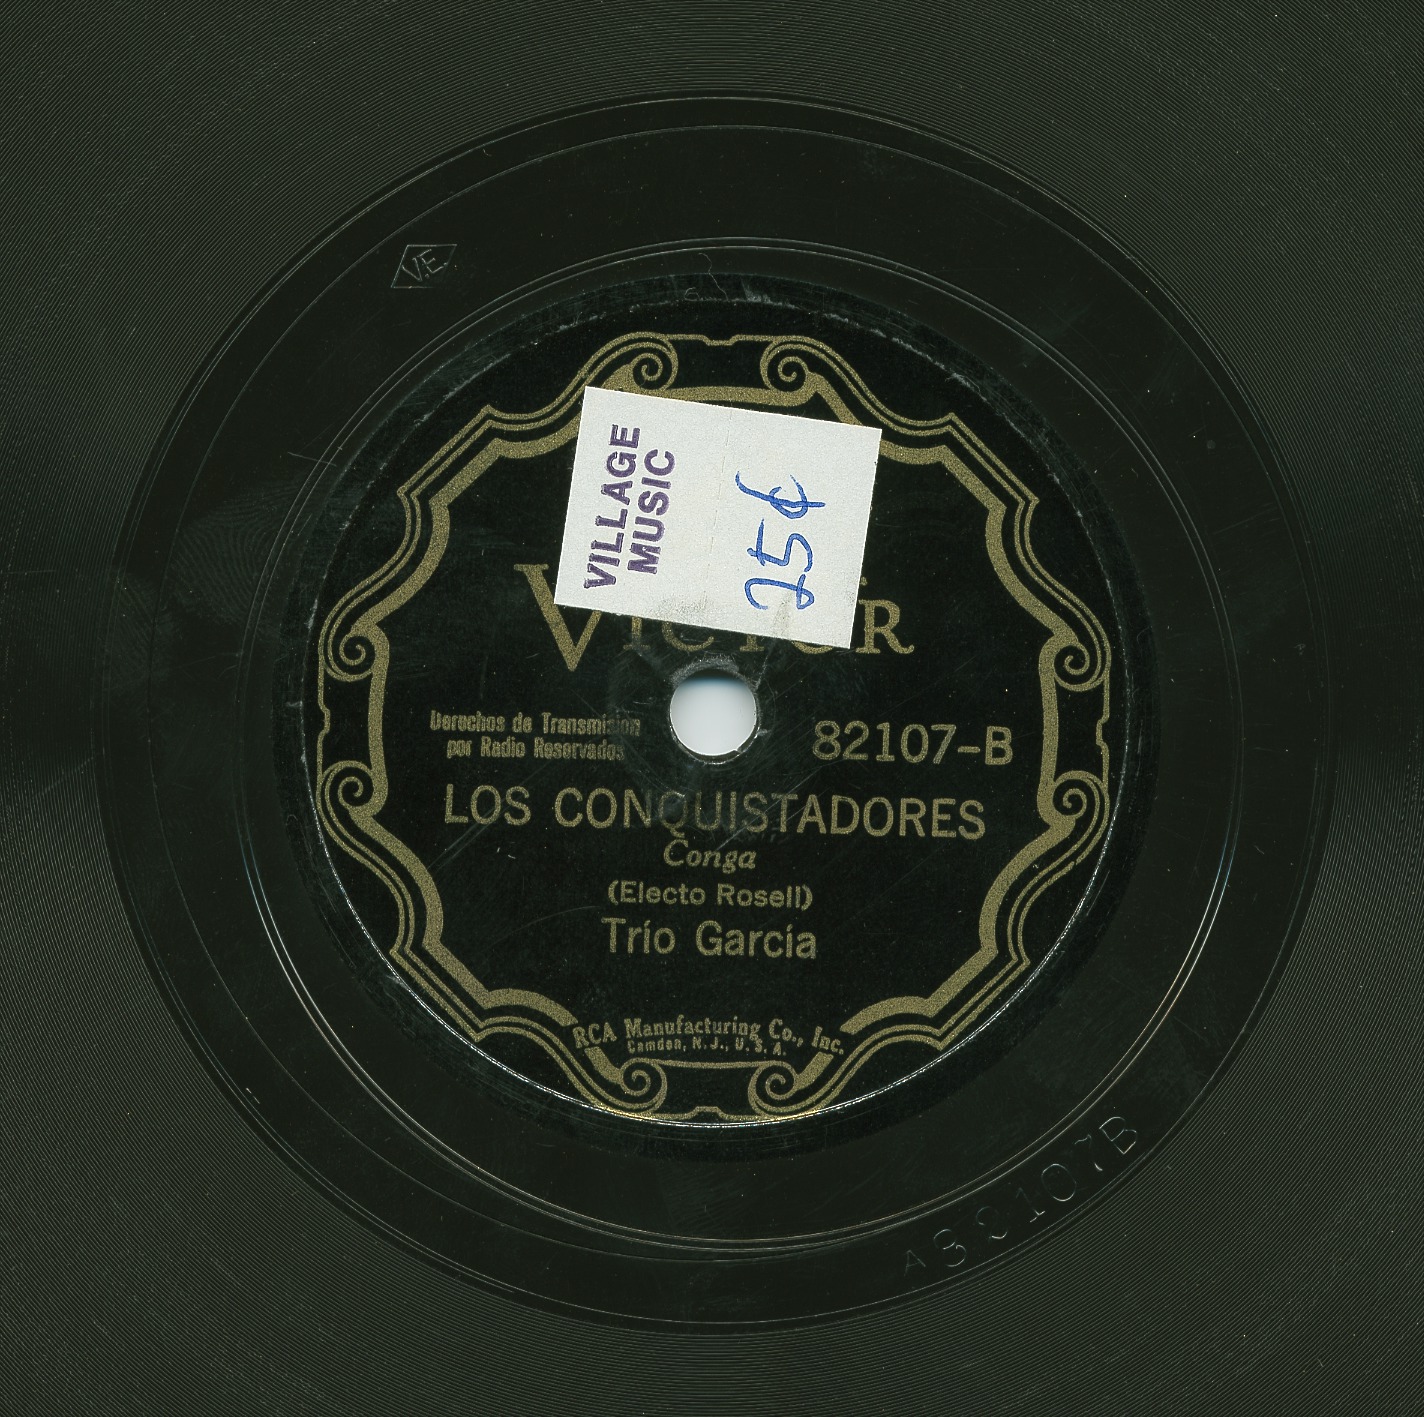 V.E.
VILLAGE
MUSIC
25¢
VICTOR
Derechos de Transmisión
por Radio Reservados
82107-B
LOS CONQUISTADORES
Conga
(Electo Rosell)
Trío García
RCA Manufacturing Co., Inc.
Camden, N. J., U. S. A.